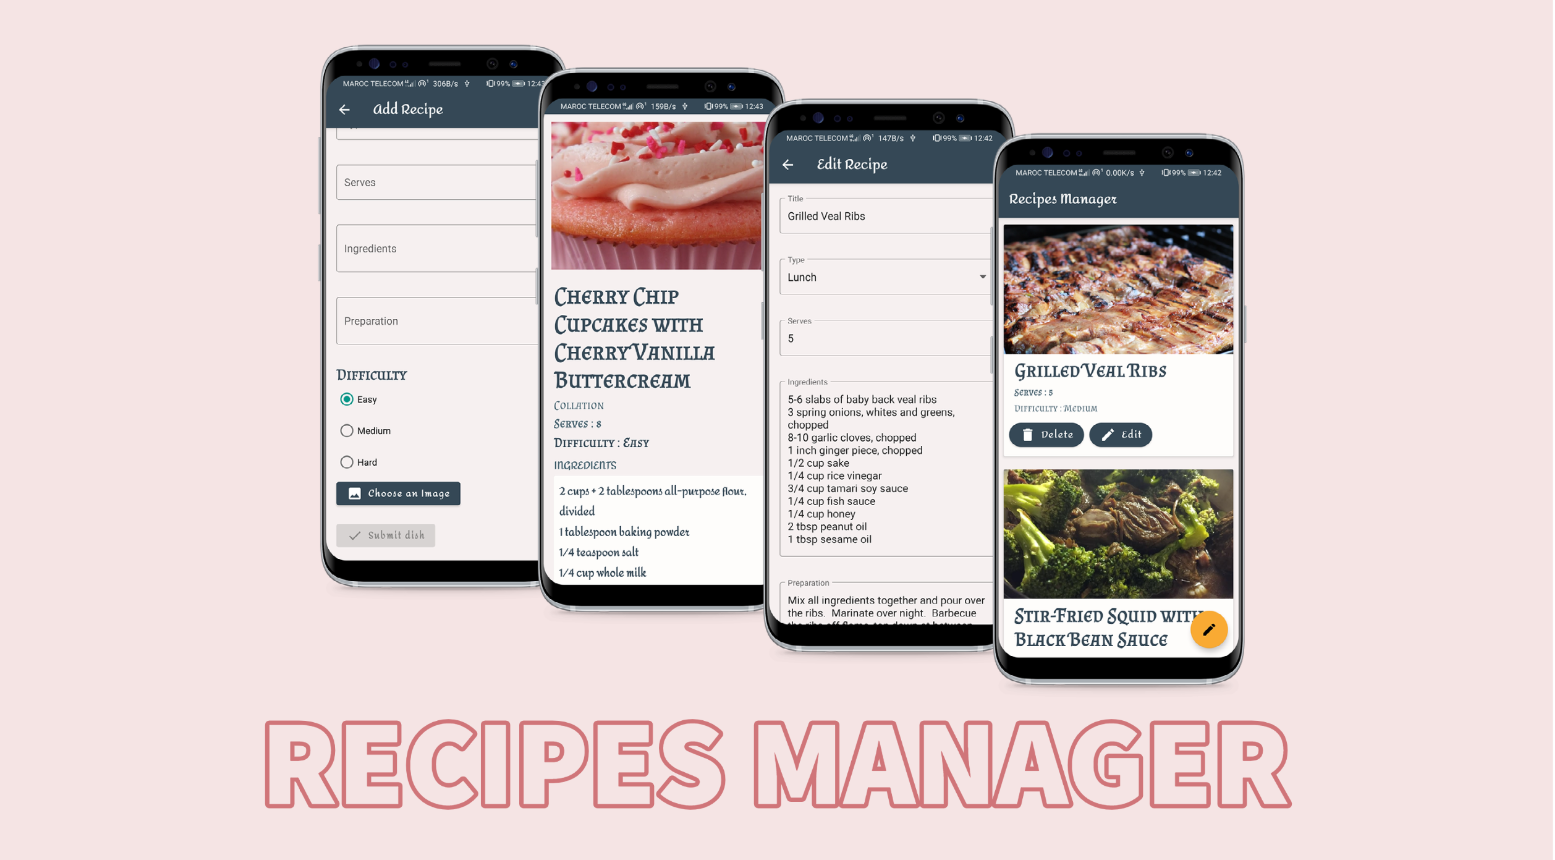 MAROC TELECOM 306B/s 99% 12:43
Add Recipe
Serves
Ingredients
Preparation
Difficulty
Easy
Medium
Hard
Choose an Image
Submit dish
MAROC TELECOM 159B/s 99% 12:43
Cherry Chip
Cupcakes with
Cherry Vanilla
Buttercream
Collation
Serves : 8
Difficulty : Easy
INGREDIENTS
2 cups + 2 tablespoons all-purpose flour,
divided
1 tablespoon baking powder
1/4 teaspoon salt
1/4 cup whole milk
MAROC TELECOM 147B/s 99% 12:42
Edit Recipe
Title
Grilled Veal Ribs
Type
Lunch
Serves
5
Ingredients
5-6 slabs of baby back veal ribs
3 spring onions, whites and greens,
chopped
8-10 garlic cloves, chopped
1 inch ginger piece, chopped
1/2 cup sake
1/4 cup rice vinegar
3/4 cup tamari soy sauce
1/4 cup fish sauce
1/4 cup honey
2 tbsp peanut oil
1 tbsp sesame oil
Preparation
Mix all ingredients together and pour over
the ribs. Marinate over night. Barbecue
MAROC TELECOM 0.00K/s 99% 12:42
Recipes Manager
Grilled Veal Ribs
Serves : 5
Difficulty : Medium
Delete Edit
Stir-Fried Squid with
Black Bean Sauce
RECIPES MANAGER